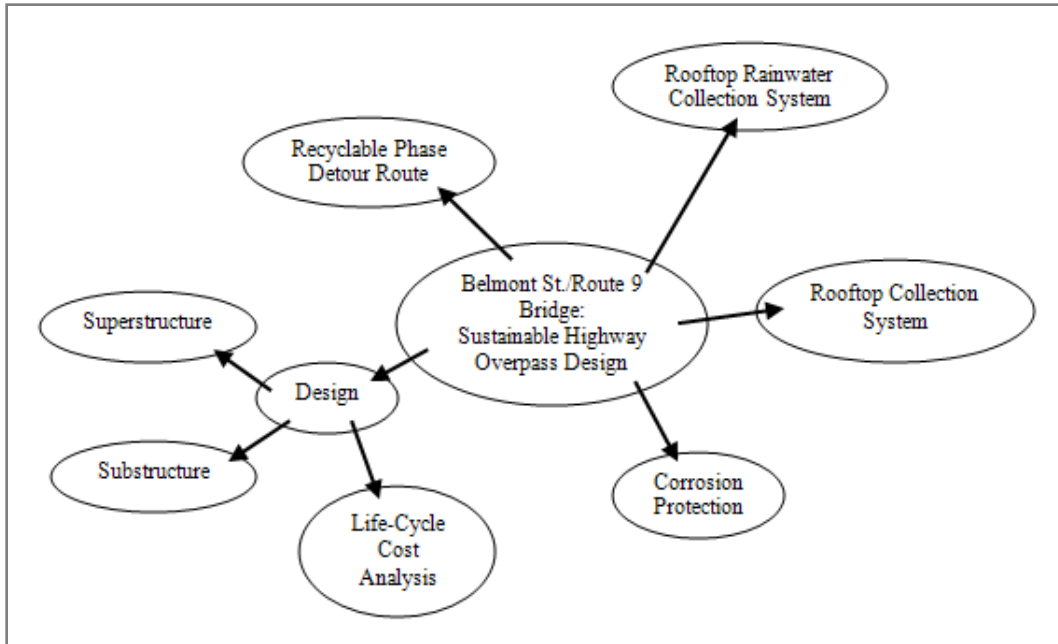 Rooftop Rainwater
Collection System
Recyclable Phase
Detour Route
Belmont St./Route 9
Bridge:
Sustainable Highway
Overpass Design
Rooftop Collection
System
Superstructure
Design
Substructure
Corrosion
Protection
Life-Cycle
Cost
Analysis